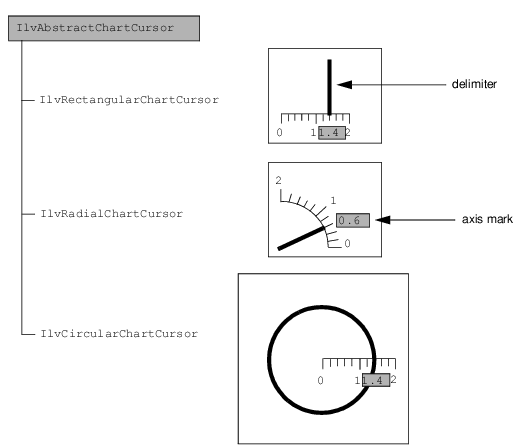 IlvAbstractChartCursor
delimiter
IlvRectangularChartCursor
0 1 1.4 2
2
1
IlvRadialChartCursor
0.6
axis mark
0
IlvCircularChartCursor
0 1 1.4 2